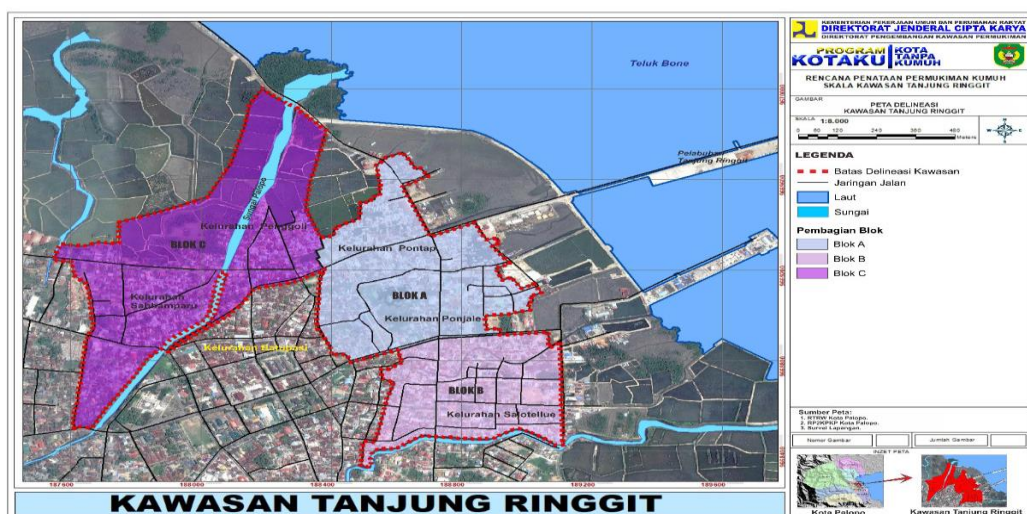 Teluk Bone
Pelabuhan
Tanjung Ringgit
Sungai Palopo
Kelurahan Penggoli
BLOK C
Kelurahan Pontap
Kelurahan
Sabbamparu
BLOK A
Kelurahan Ponjale
Kelurahan Batupasi
BLOK B
Kelurahan Salotellue
187600
188000
188400
188800
189200
189600
KAWASAN TANJUNG RINGGIT
KEMENTERIAN PEKERJAAN UMUM DAN PERUMAHAN RAKYAT
DIREKTORAT JENDERAL CIPTA KARYA
DIREKTORAT PENGEMBANGAN KAWASAN PERMUKIMAN
PROGRAM
KOTAKU
KOTA
TANPA
KUMUH
RENCANA PENATAAN PERMUKIMAN KUMUH
SKALA KAWASAN TANJUNG RINGGIT
GAMBAR
PETA DELINEASI
KAWASAN TANJUNG RINGGIT
SKALA 1:8.000
0 60 120 240 360 480
Meters
LEGENDA
Batas Delineasi Kawasan
Jaringan Jalan
Laut
Sungai
Pembagian Blok
Blok A
Blok B
Blok C
Sumber Peta:
1. RTRW Kota Palopo.
2. RP2KPKP Kota Palopo.
3. Survei Lapangan.
Nomor Gambar
Jumlah Gambar
INZET PETA
Kota Palopo
Kawasan Tanjung Ringgit